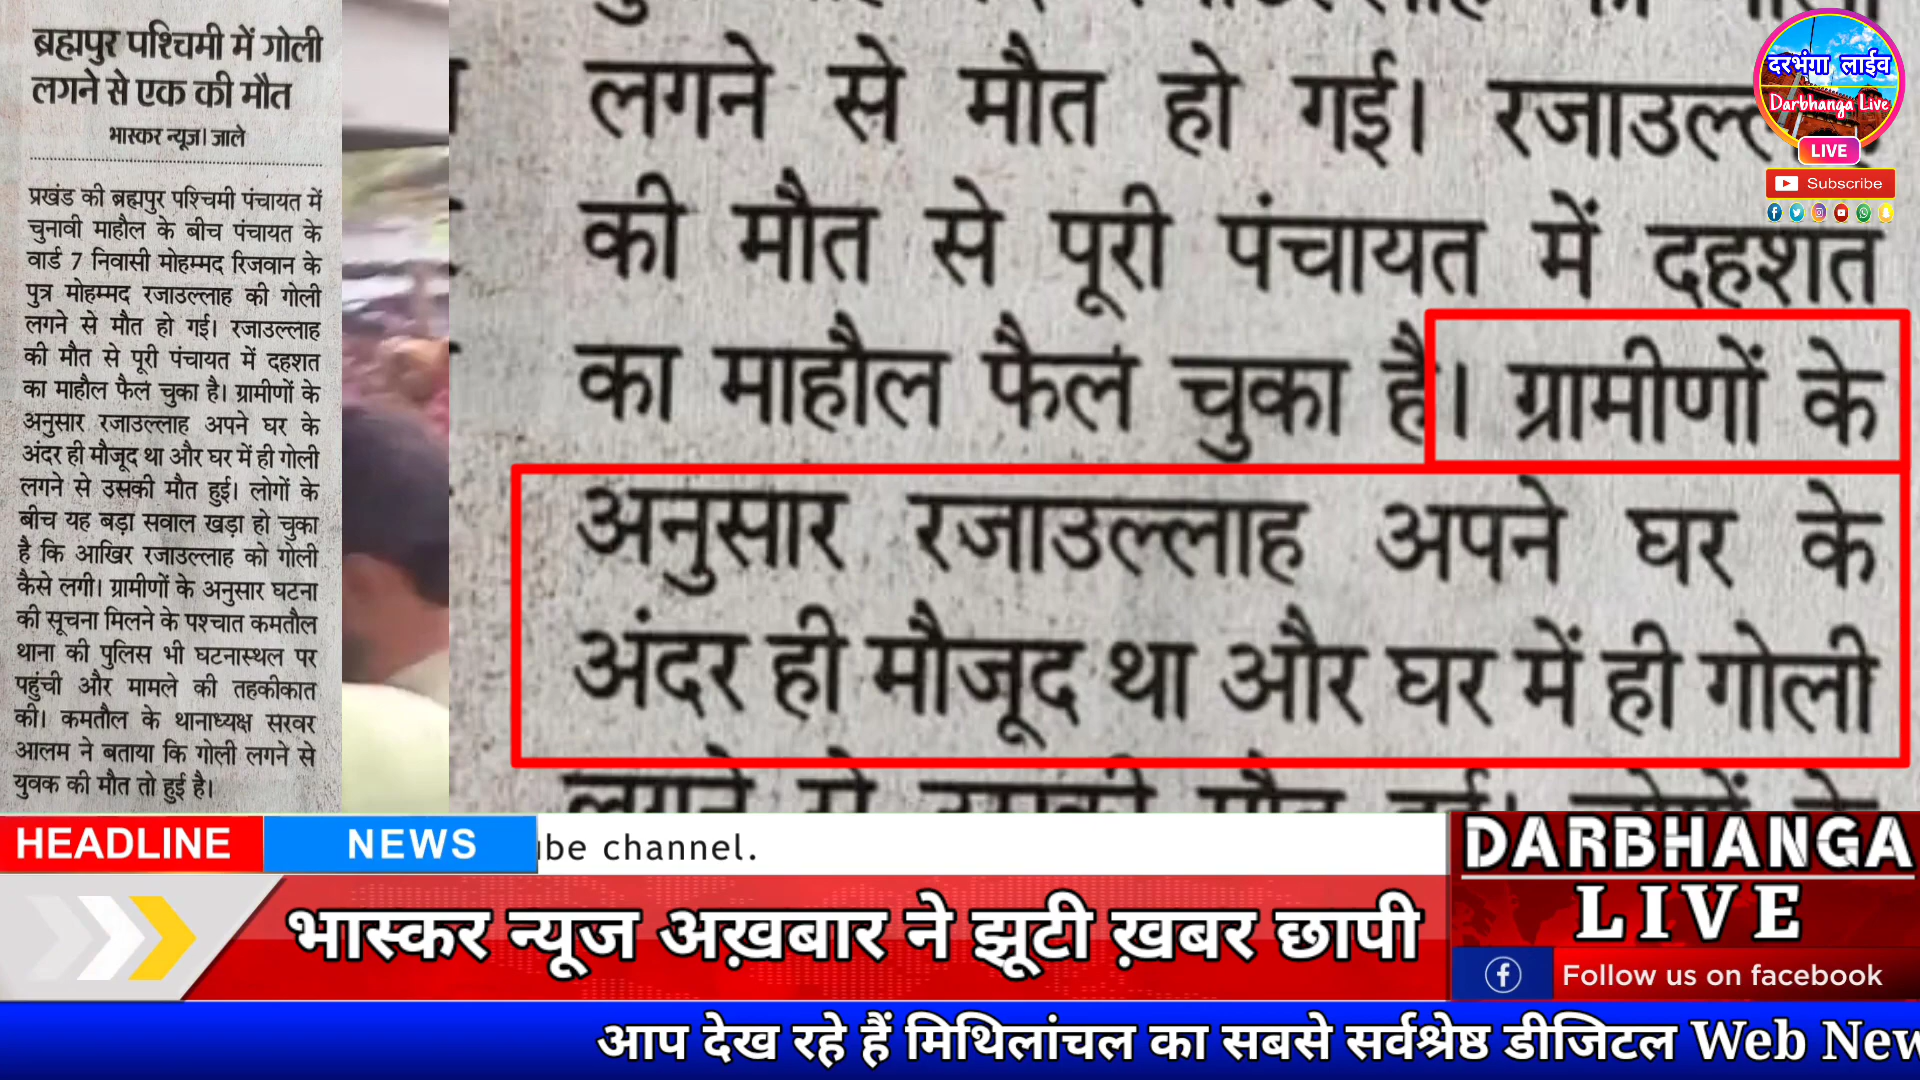 ब्रह्मपुर पश्चिमी में गोली
लगने से एक की मौत
भास्कर न्यूज। जाले
प्रखंड की ब्रह्मपुर पश्चिमी पंचायत में
चुनावी माहौल के बीच पंचायत के
वार्ड 7 निवासी मोहम्मद रिजवान के
पुत्र मोहम्मद रजाउल्लाह की गोली
लगने से मौत हो गई। रजाउल्लाह
की मौत से पूरी पंचायत में दहशत
का माहौल फैल चुका है। ग्रामीणों के
अनुसार रजाउल्लाह अपने घर के
अंदर ही मौजूद था और घर में ही गोली
लगने से उसकी मौत हुई। लोगों के
बीच यह बड़ा सवाल खड़ा हो चुका
है कि आखिर रजाउल्लाह को गोली
कैसे लगी। ग्रामीणों के अनुसार घटना
की सूचना मिलने के पश्चात कमतौल
थाना की पुलिस भी घटनास्थल पर
पहुंची और मामले की तहकीकात
की। कमतौल के थानाध्यक्ष सरवर
आलम ने बताया कि गोली लगने से
युवक की मौत तो हुई है।
लगने से मौत हो गई।
की मौत से पूरी पंचायत में दहशत
का माहौल फैल चुका है। ग्रामीणों के
अनुसार रजाउल्लाह अपने घर के
अंदर ही मौजूद था और घर में ही गोली
दरभंगा लाईव
Darbhanga Live
LIVE
Subscribe
HEADLINE NEWS
ube channel.
भास्कर न्यूज अख़बार ने झूटी ख़बर छापी
DARBHANGA
LIVE
Follow us on facebook
आप देख रहे हैं मिथिलांचल का सबसे सर्वश्रेष्ठ डीजिटल Web New